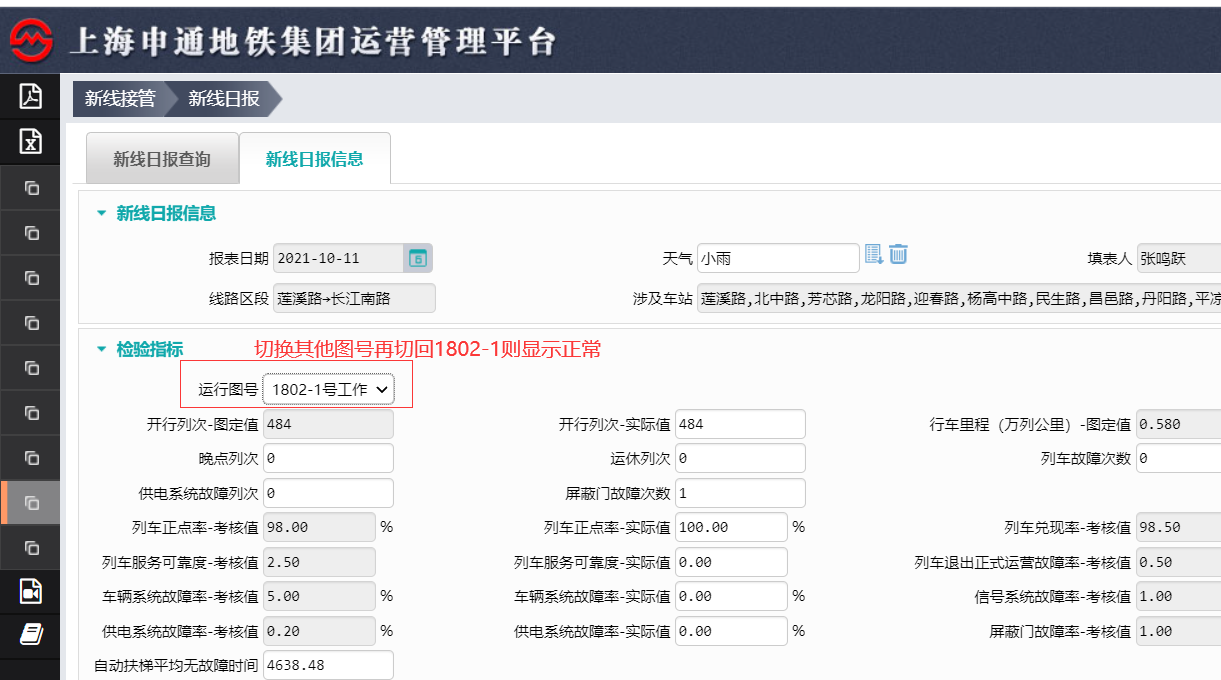 上海申通地铁集团运营管理平台
新线接管 新线日报
新线日报查询 新线日报信息
新线日报信息
报表日期 2021-10-11 天气 小雨 填表人 张鸣跃
线路区段 莲溪路→长江南路 涉及车站 莲溪路,北中路,芳芯路,龙阳路,迎春路,杨高中路,民生路,昌邑路,丹阳路,平凉
检验指标 切换其他图号再切回1802-1则显示正常
运行图号 1802-1号工作
开行列次-图定值 484 开行列次-实际值 484 行车里程（万列公里）-图定值 0.580
晚点列次 0 运休列次 0 列车故障次数 0
供电系统故障列次 0 屏蔽门故障次数 1
列车正点率-考核值 98.00 % 列车正点率-实际值 100.00 % 列车兑现率-考核值 98.50
列车服务可靠度-考核值 2.50 列车服务可靠度-实际值 0.00 列车退出正式运营故障率-考核值 0.50
车辆系统故障率-考核值 5.00 % 车辆系统故障率-实际值 0.00 % 信号系统故障率-考核值 1.00
供电系统故障率-考核值 0.20 % 供电系统故障率-实际值 0.00 % 屏蔽门故障率-考核值 1.00
自动扶梯平均无故障时间 4638.48